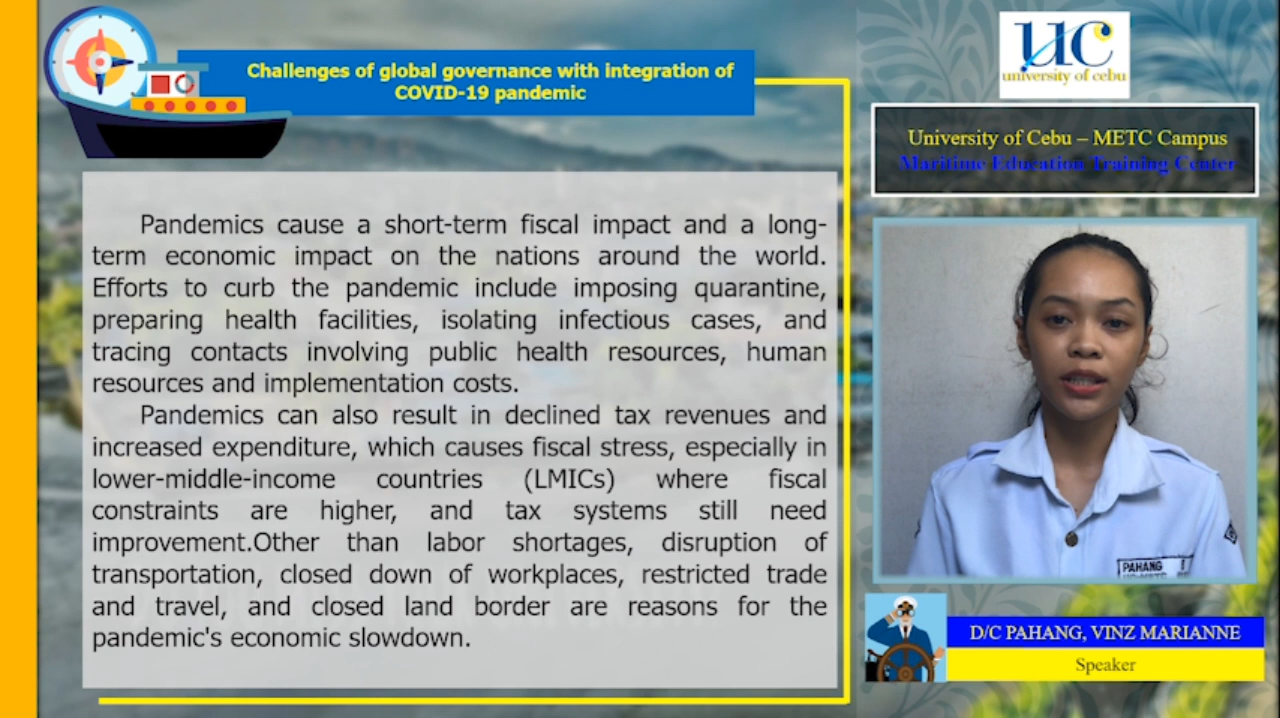 Challenges of global governance with integration of
COVID-19 pandemic
Pandemics cause a short-term fiscal impact and a long-
term economic impact on the nations around the world.
Efforts to curb the pandemic include imposing quarantine,
preparing health facilities, isolating infectious cases, and
tracing contacts involving public health resources, human
resources and implementation costs.
Pandemics can also result in declined tax revenues and
increased expenditure, which causes fiscal stress, especially in
lower-middle-income countries (LMICs) where fiscal
constraints are higher, and tax systems still need
improvement.Other than labor shortages, disruption of
transportation, closed down of workplaces, restricted trade
and travel, and closed land border are reasons for the
pandemic's economic slowdown.
UC
university of cebu
University of Cebu – METC Campus
Maritime Education Training Center
PAHANG
D/C PAHANG, VINZ MARIANNE
Speaker